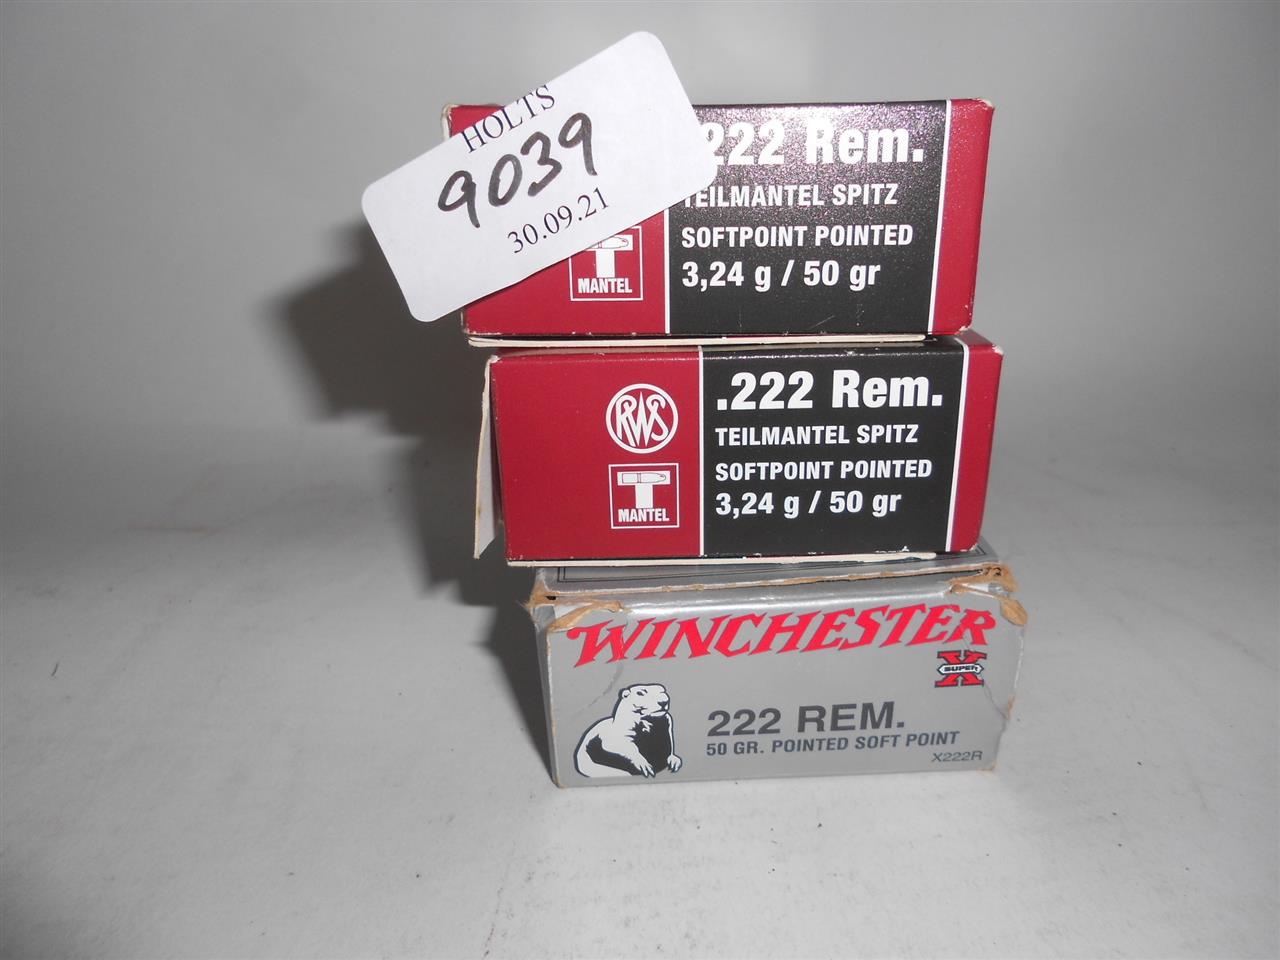 HOLTS
9039
30.09.21
.222 Rem.
TEILMANTEL SPITZ
SOFTPOINT POINTED
3,24 g / 50 gr
T
MANTEL
RWS
T
MANTEL
.222 Rem.
TEILMANTEL SPITZ
SOFTPOINT POINTED
3,24 g / 50 gr
WINCHESTER
SUPER X
222 REM.
50 GR. POINTED SOFT POINT
X222R